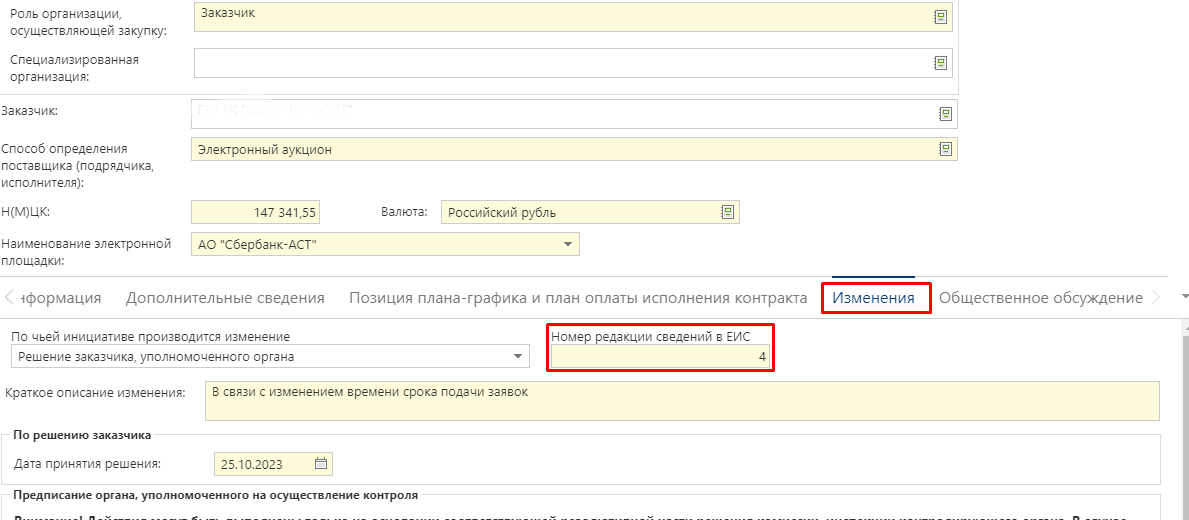 Роль организации,
осуществляющей закупку:
Заказчик
Специализированная
организация:
Заказчик:
Способ определения
поставщика (подрядчика,
исполнителя):
Электронный аукцион
Н(М)ЦК:
147 341,55
Валюта:
Российский рубль
Наименование электронной
площадки:
АО "Сбербанк-АСТ"
нформация Дополнительные сведения Позиция плана-графика и план оплаты исполнения контракта Изменения Общественное обсуждение
По чьей инициативе производится изменение
Номер редакции сведений в ЕИС
Решение заказчика, уполномоченного органа
4
Краткое описание изменения:
В связи с изменением времени срока подачи заявок
По решению заказчика
Дата принятия решения:
25.10.2023
Предписание органа, уполномоченного на осуществление контроля